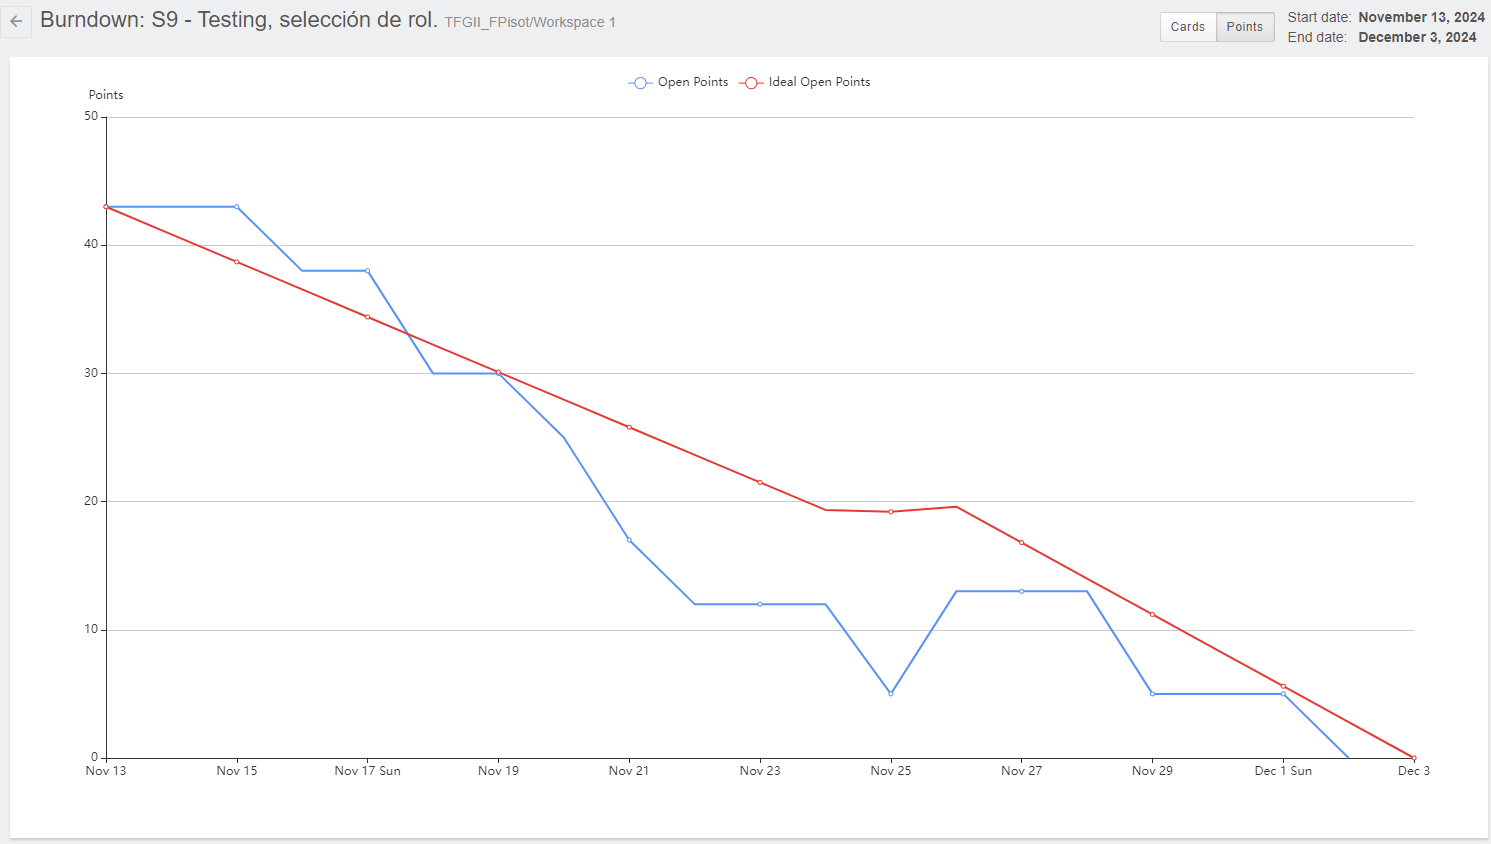 Burndown: S9 - Testing, selección de rol. TFGII_FPisot/Workspace 1
Cards Points
Start date: November 13, 2024
End date: December 3, 2024
Open Points Ideal Open Points
Points
50
40
30
20
10
0
Nov 13 Nov 15 Nov 17 Sun Nov 19 Nov 21 Nov 23 Nov 25 Nov 27 Nov 29 Dec 1 Sun Dec 3